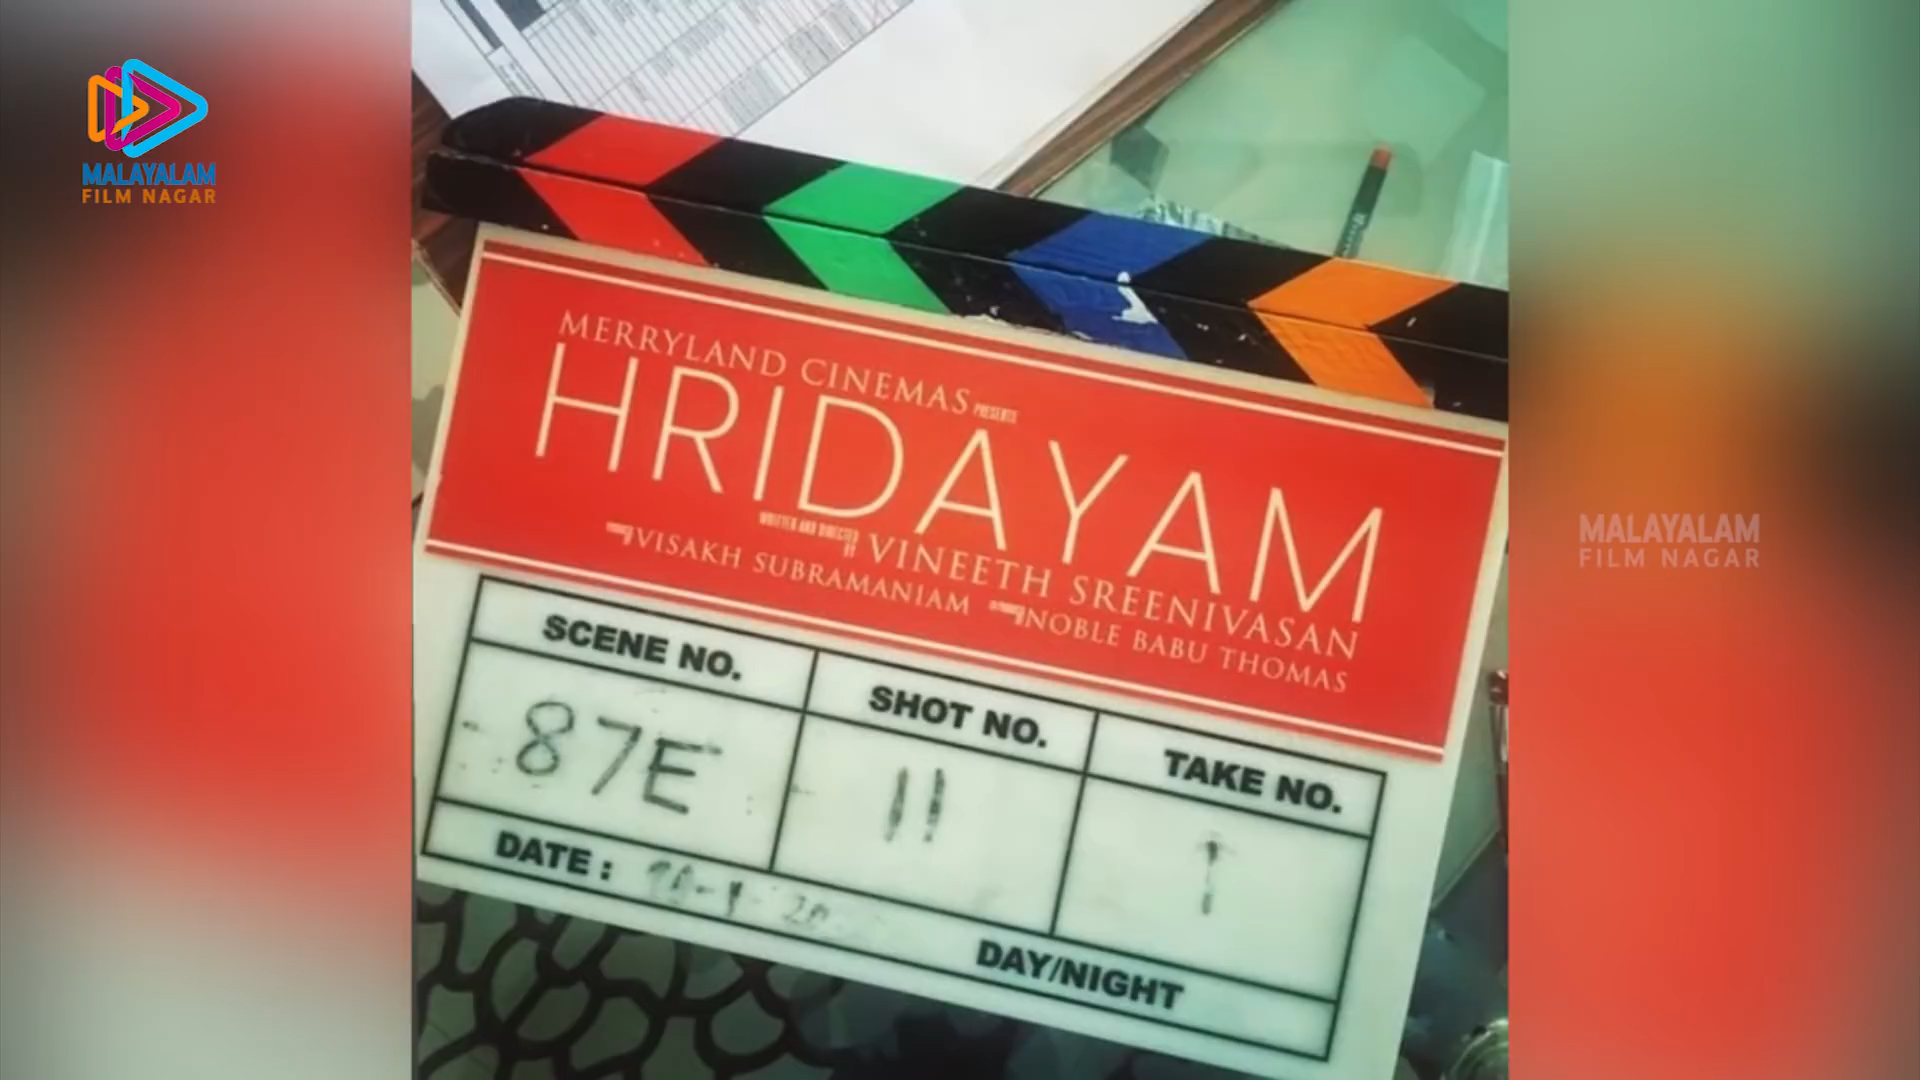 MALAYALAM
FILM NAGAR
MERRYLAND CINEMAS PRESENTS
HRIDAYAM
WRITTEN AND DIRECTED BY VINEETH SREENIVASAN
VISAKH SUBRAMANIAM NOBLE BABU THOMAS
SCENE NO. SHOT NO. TAKE NO.
87E 11 1
DATE :
DAY/NIGHT
MALAYALAM
FILM NAGAR